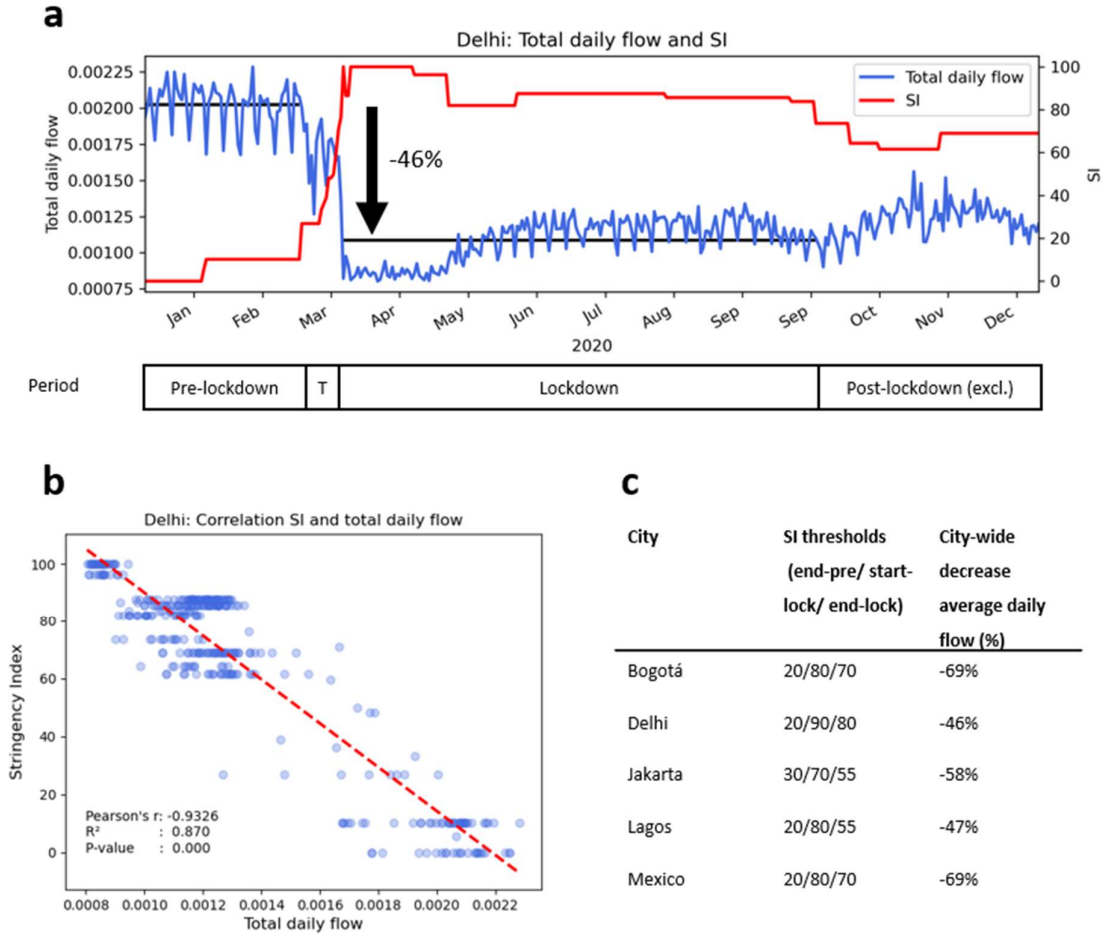 a
Delhi: Total daily flow and SI
Total daily flow
0.00225
0.00200
0.00175
0.00150
0.00125
0.00100
0.00075
100
80
60
40
20
0
SI
Total daily flow
SI
-46%
Jan Feb Mar Apr May Jun Jul Aug Sep Sep Oct Nov Dec
2020
Period
Pre-lockdown T Lockdown Post-lockdown (excl.)
b
Delhi: Correlation SI and total daily flow
Stringency Index
100
80
60
40
20
0
Pearson's r: -0.9326
R² : 0.870
P-value : 0.000
0.0008 0.0010 0.0012 0.0014 0.0016 0.0018 0.0020 0.0022
Total daily flow
c
City SI thresholds City-wide
(end-pre/ start- decrease
lock/ end-lock) average daily
flow (%)
Bogotá 20/80/70 -69%
Delhi 20/90/80 -46%
Jakarta 30/70/55 -58%
Lagos 20/80/55 -47%
Mexico 20/80/70 -69%